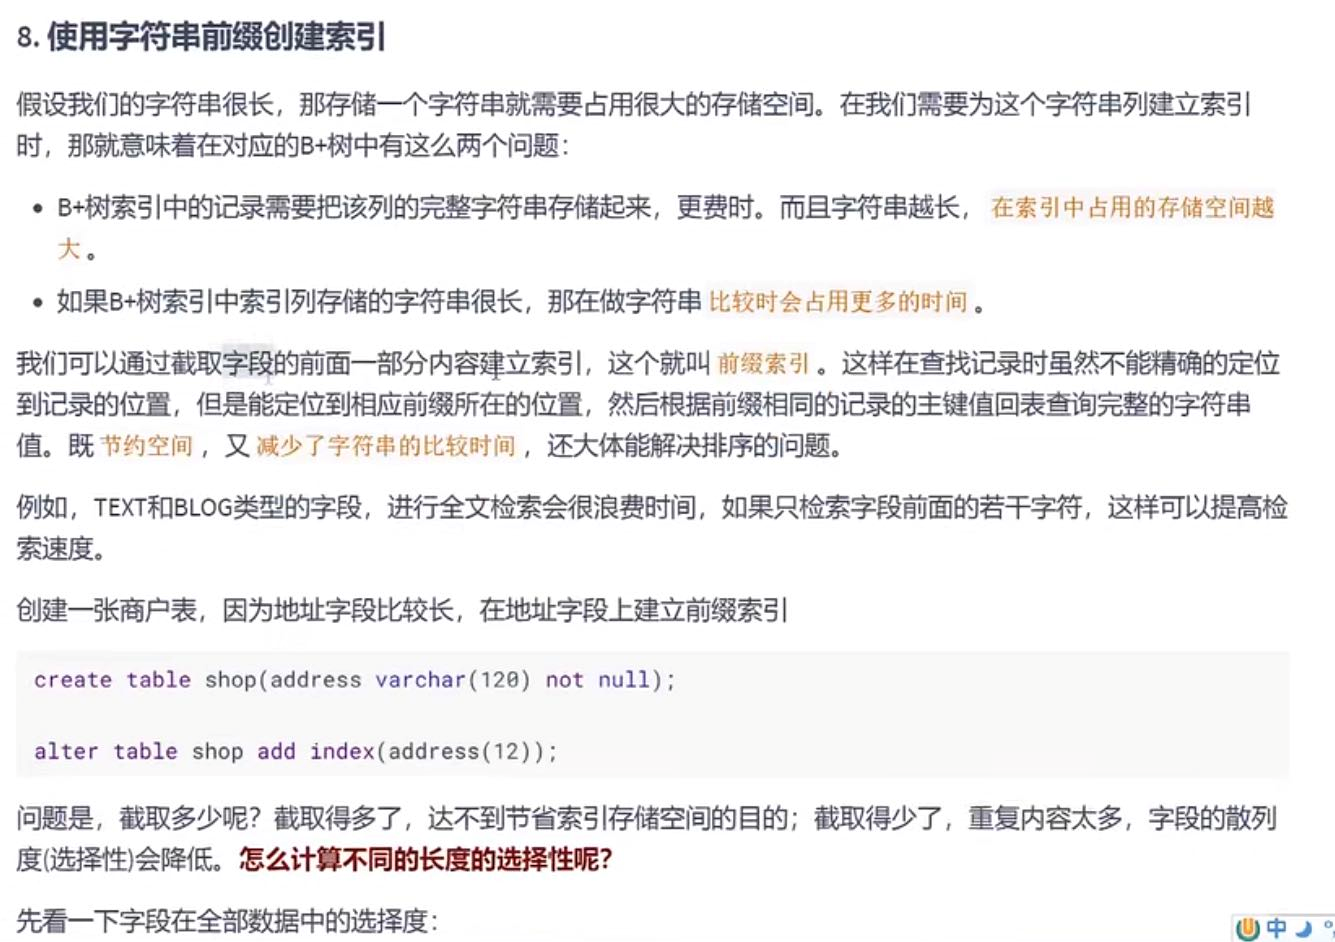 8. 使用字符串前缀创建索引
假设我们的字符串很长，那存储一个字符串就需要占用很大的存储空间。在我们需要为这个字符串列建立索引
时，那就意味着在对应的B+树中有这么两个问题：
• B+树索引中的记录需要把该列的完整字符串存储起来，更费时。而且字符串越长，在索引中占用的存储空间越
大。
• 如果B+树索引中索引列存储的字符串很长，那在做字符串比较时会占用更多的时间。
我们可以通过截取字段的前面一部分内容建立索引，这个就叫前缀索引。这样在查找记录时虽然不能精确的定位
到记录的位置，但是能定位到相应前缀所在的位置，然后根据前缀相同的记录的主键值回表查询完整的字符串
值。既节约空间，又减少了字符串的比较时间，还大体能解决排序的问题。
例如，TEXT和BLOG类型的字段，进行全文检索会很浪费时间，如果只检索字段前面的若干字符，这样可以提高检
索速度。
创建一张商户表，因为地址字段比较长，在地址字段上建立前缀索引
create table shop(address varchar(120) not null);
alter table shop add index(address(12));
问题是，截取多少呢？截取得多了，达不到节省索引存储空间的目的；截取得少了，重复内容太多，字段的散列
度(选择性)会降低。怎么计算不同的长度的选择性呢？
先看一下字段在全部数据中的选择度：
中